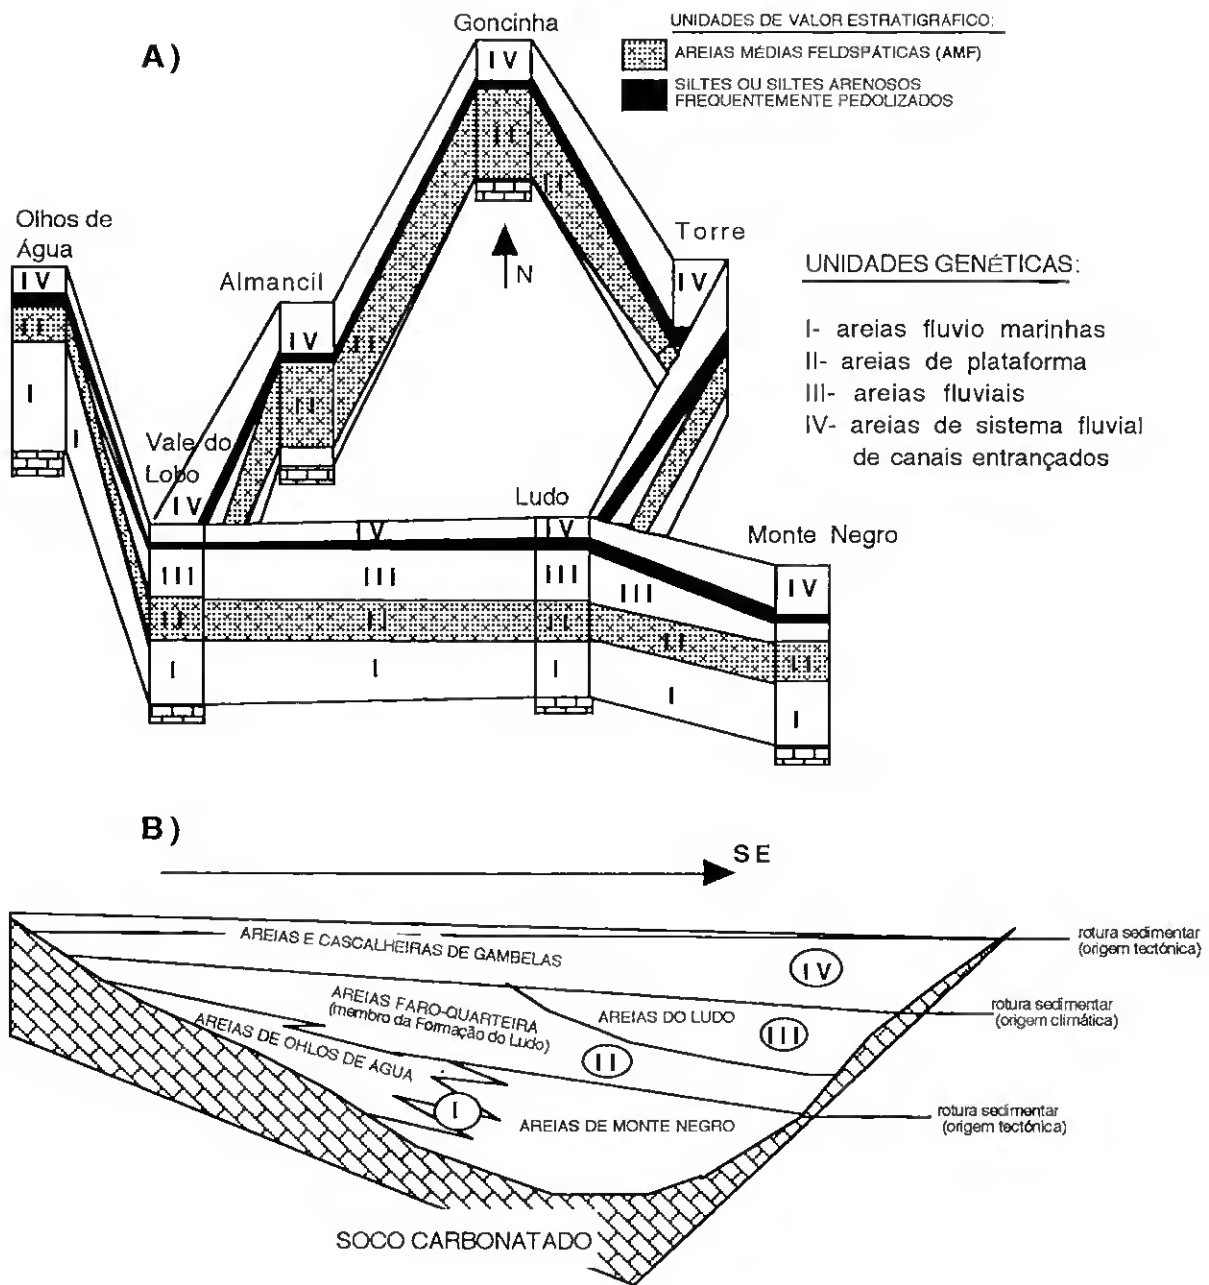 A)
Goncinha
UNIDADES DE VALOR ESTRATIGRÁFICO:
AREIAS MÉDIAS FELDSPÁTICAS (AMF)
SILTES OU SILTES ARENOSOS
FREQUENTEMENTE PEDOLIZADOS
IV
II
II
II
Olhos de
Água
IV
II
I
I
Almancil
IV
II
N
Torre
IV
UNIDADES GENÉTICAS:
I- areias fluvio marinhas
II- areias de plataforma
III- areias fluviais
IV- areias de sistema fluvial
de canais entrançados
Vale do
Lobo
IV
III
II
I
IV
III
II
I
Ludo
IV
III
II
I
III
II
I
Monte Negro
IV
II
I
B)
SE
AREIAS E CASCALHEIRAS DE GAMBELAS
IV
rotura sedimentar
(origem tectónica)
AREIAS FARO-QUARTEIRA
(membro da Formação do Ludo)
II
AREIAS DO LUDO
III
rotura sedimentar
(origem climática)
AREIAS DE OHLOS DE ÁGUA
I
AREIAS DE MONTE NEGRO
rotura sedimentar
(origem tectónica)
SOCO CARBONATADO